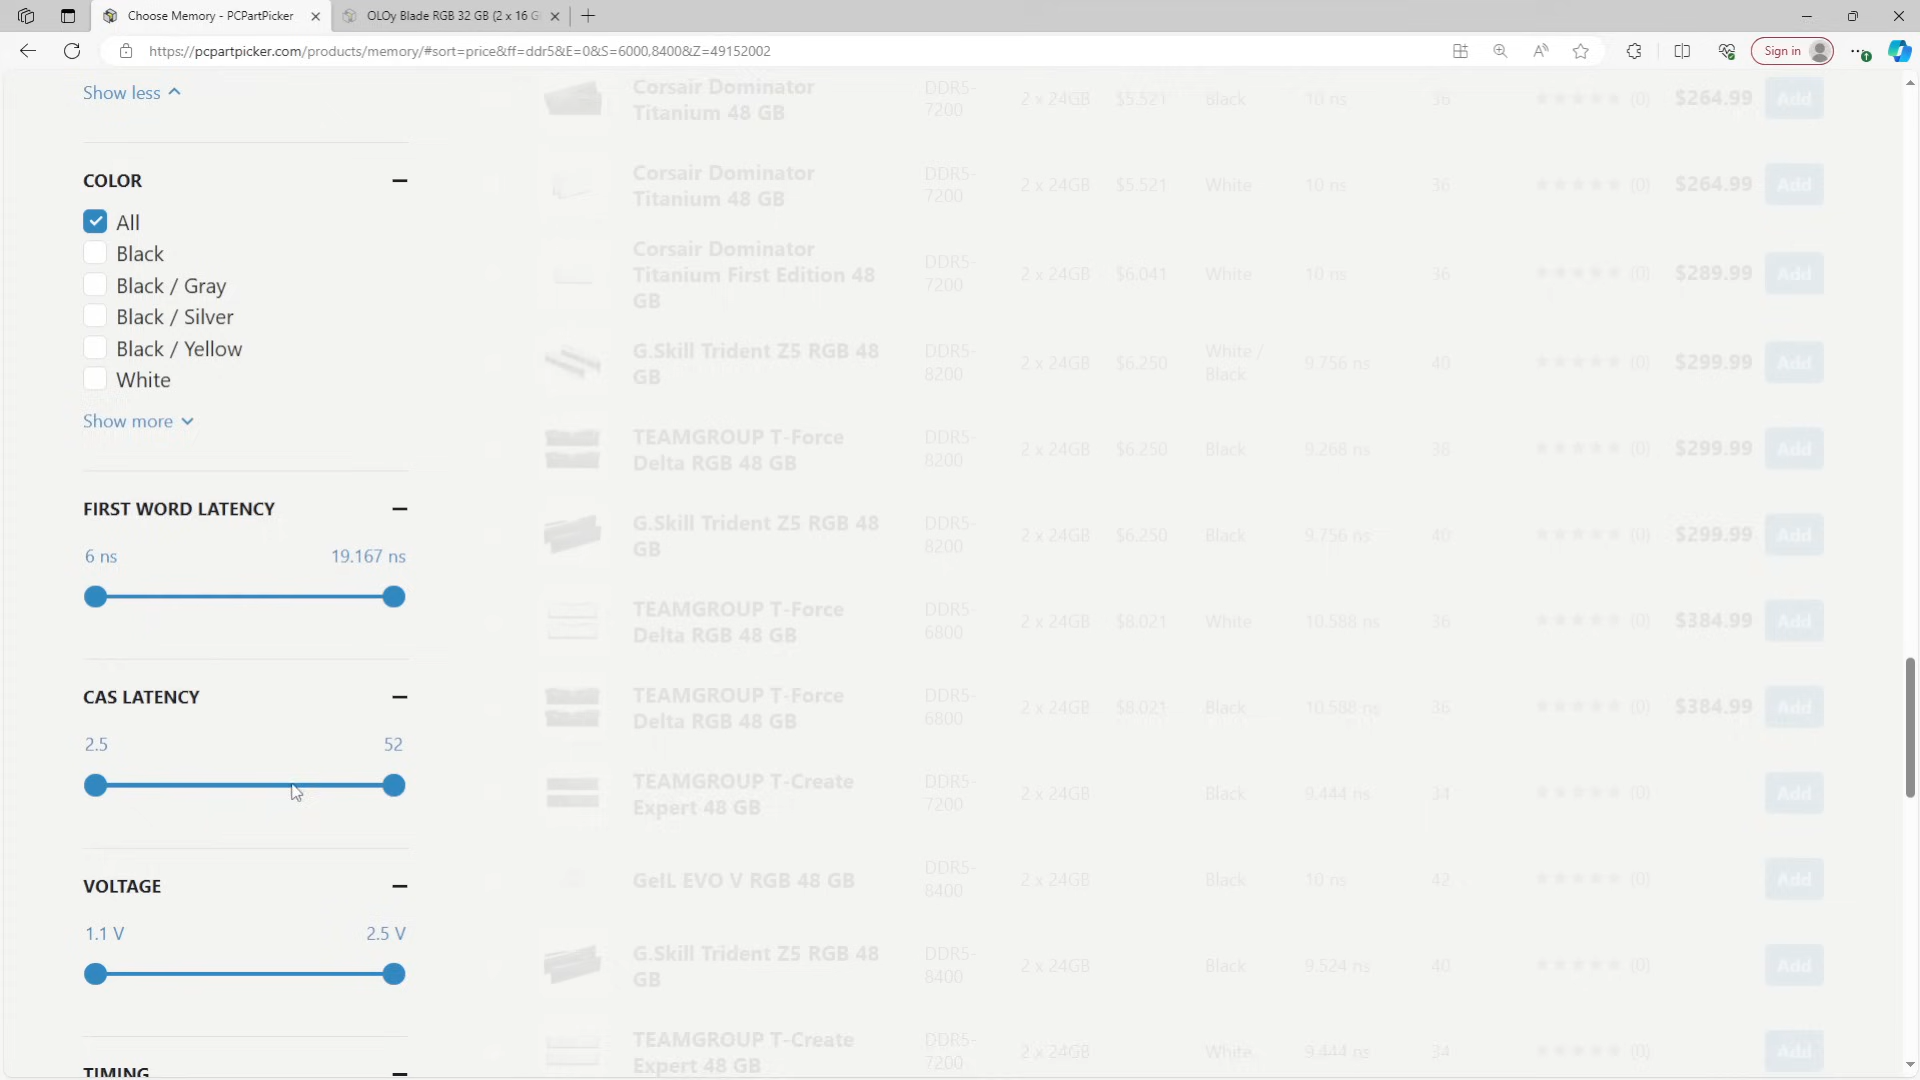 Choose Memory - PCPartPicker
OLOy Blade RGB 32 GB (2 x 16 G
https://pcpartpicker.com/products/memory/#sort=price&ff=ddr5&E=0&S=6000,8400&Z=49152002
Sign in
Show less
COLOR
All
Black
Black / Gray
Black / Silver
Black / Yellow
White
Show more
FIRST WORD LATENCY
6 ns 19.167 ns
CAS LATENCY
2.5 52
VOLTAGE
1.1 V 2.5 V
TIMING
Corsair Dominator DDR5-
Titanium 48 GB 7200 2 x 24GB $5.521 Black 10 ns 36 (0) $264.99 Add
Corsair Dominator DDR5-
Titanium 48 GB 7200 2 x 24GB $5.521 White 10 ns 36 (0) $264.99 Add
Corsair Dominator DDR5-
Titanium First Edition 48 7200 2 x 24GB $6.041 White 10 ns 36 (0) $289.99 Add
GB
G.Skill Trident Z5 RGB 48 DDR5- White /
GB 8200 2 x 24GB $6.250 Black 9.756 ns 40 (0) $299.99 Add
TEAMGROUP T-Force DDR5-
Delta RGB 48 GB 8200 2 x 24GB $6.250 Black 9.268 ns 38 (0) $299.99 Add
G.Skill Trident Z5 RGB 48 DDR5-
GB 8200 2 x 24GB $6.250 Black 9.756 ns 40 (0) $299.99 Add
TEAMGROUP T-Force DDR5-
Delta RGB 48 GB 6800 2 x 24GB $8.021 White 10.588 ns 36 (0) $384.99 Add
TEAMGROUP T-Force DDR5-
Delta RGB 48 GB 6800 2 x 24GB $8.021 Black 10.588 ns 36 (0) $384.99 Add
TEAMGROUP T-Create DDR5-
Expert 48 GB 7200 2 x 24GB Black 9.444 ns 34 (0) Add
GeIL EVO V RGB 48 GB DDR5-
8400 2 x 24GB Black 10 ns 42 (0) Add
G.Skill Trident Z5 RGB 48 DDR5-
GB 8400 2 x 24GB Black 9.524 ns 40 (0) Add
TEAMGROUP T-Create DDR5-
Expert 48 GB 7200 2 x 24GB White 9.444 ns 34 (0) Add